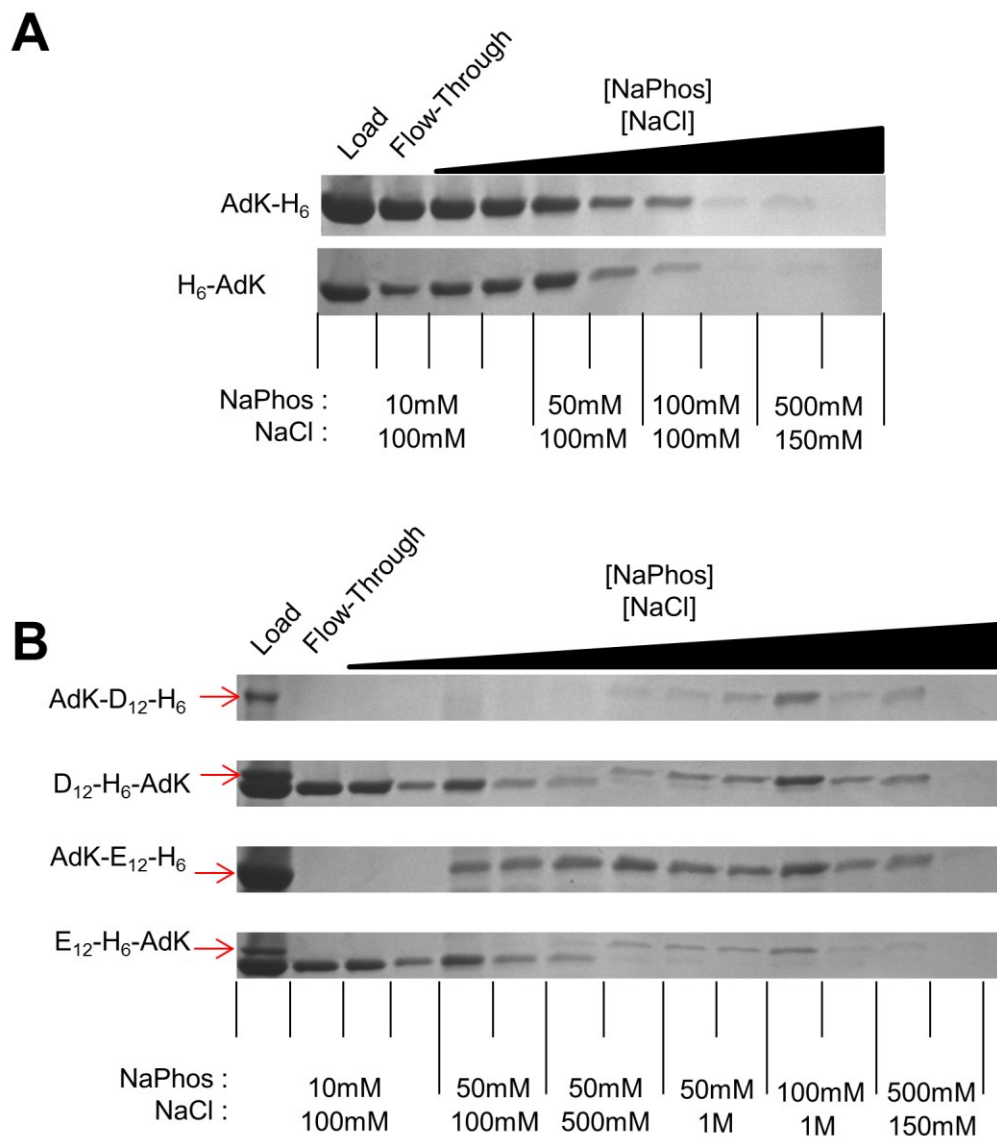 A
Load
Flow-Through
[NaPhos]
[NaCl]
AdK-H₆
H₆-AdK
NaPhos : 10mM 50mM 100mM 500mM
NaCl : 100mM 100mM 100mM 150mM
B
Load
Flow-Through
[NaPhos]
[NaCl]
AdK-D₁₂-H₆
D₁₂-H₆-AdK
AdK-E₁₂-H₆
E₁₂-H₆-AdK
NaPhos : 10mM 50mM 50mM 50mM 100mM 500mM
NaCl : 100mM 100mM 500mM 1M 1M 150mM